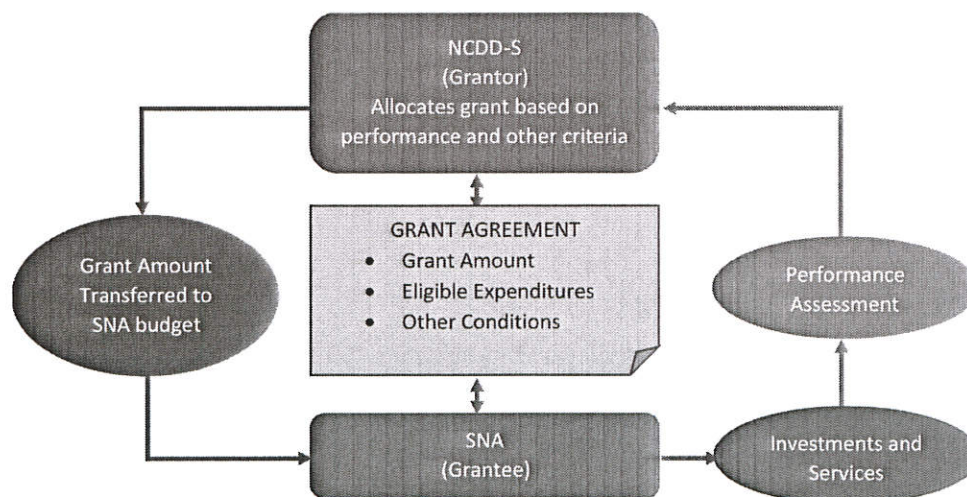 NCDD-S
(Grantor)
Allocates grant based on
performance and other criteria
Grant Amount
Transferred to
SNA budget
GRANT AGREEMENT
• Grant Amount
• Eligible Expenditures
• Other Conditions
Performance
Assessment
SNA
(Grantee)
Investments and
Services